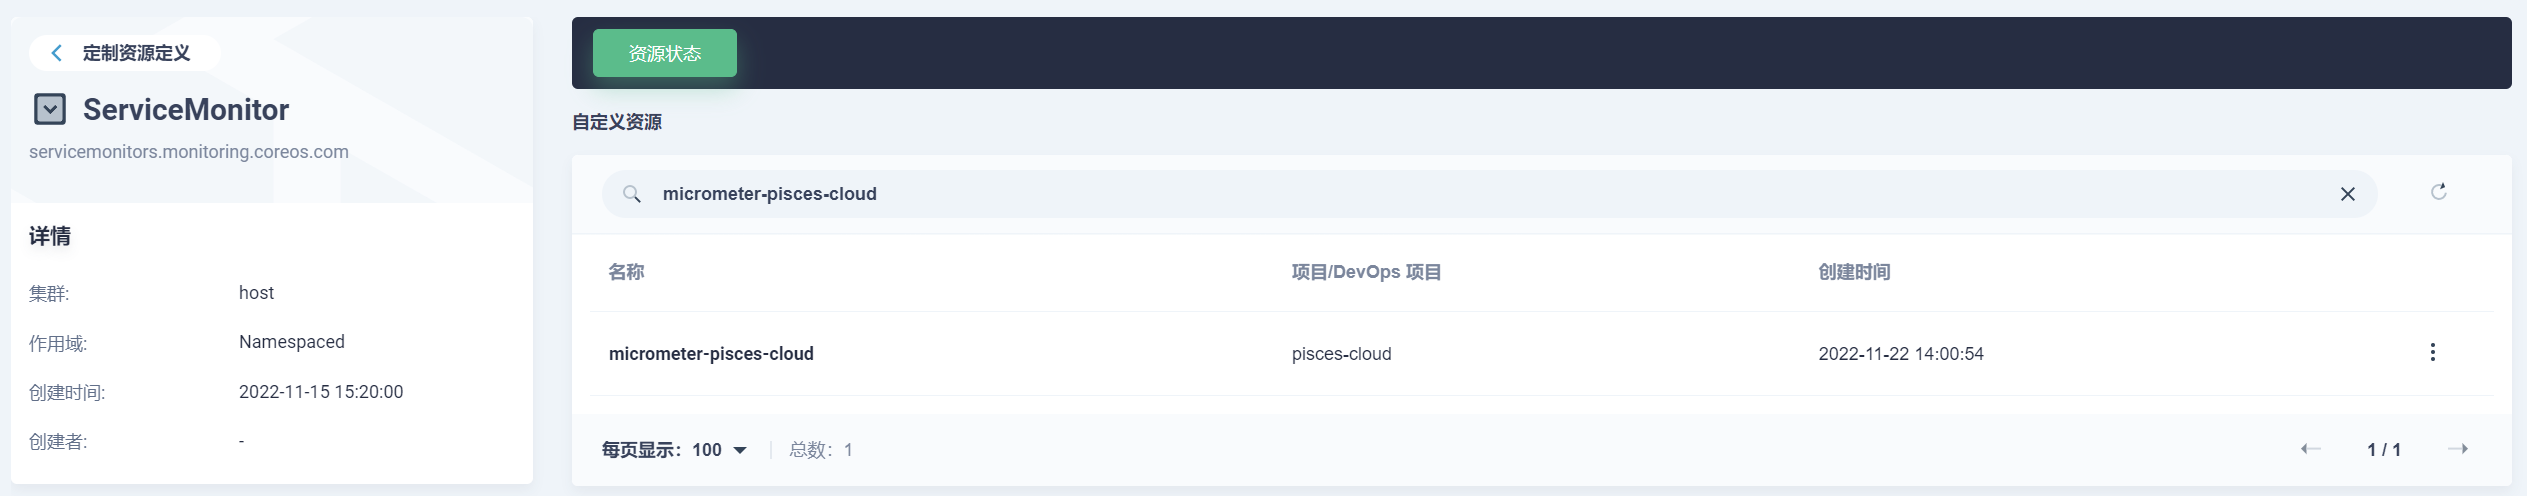 定制资源定义
ServiceMonitor
servicemonitors.monitoring.coreos.com
详情
集群: host
作用域: Namespaced
创建时间: 2022-11-15 15:20:00
创建者: -
资源状态
自定义资源
micrometer-pisces-cloud
名称 项目/DevOps 项目 创建时间
micrometer-pisces-cloud pisces-cloud 2022-11-22 14:00:54
每页显示：100 总数：1 1 / 1